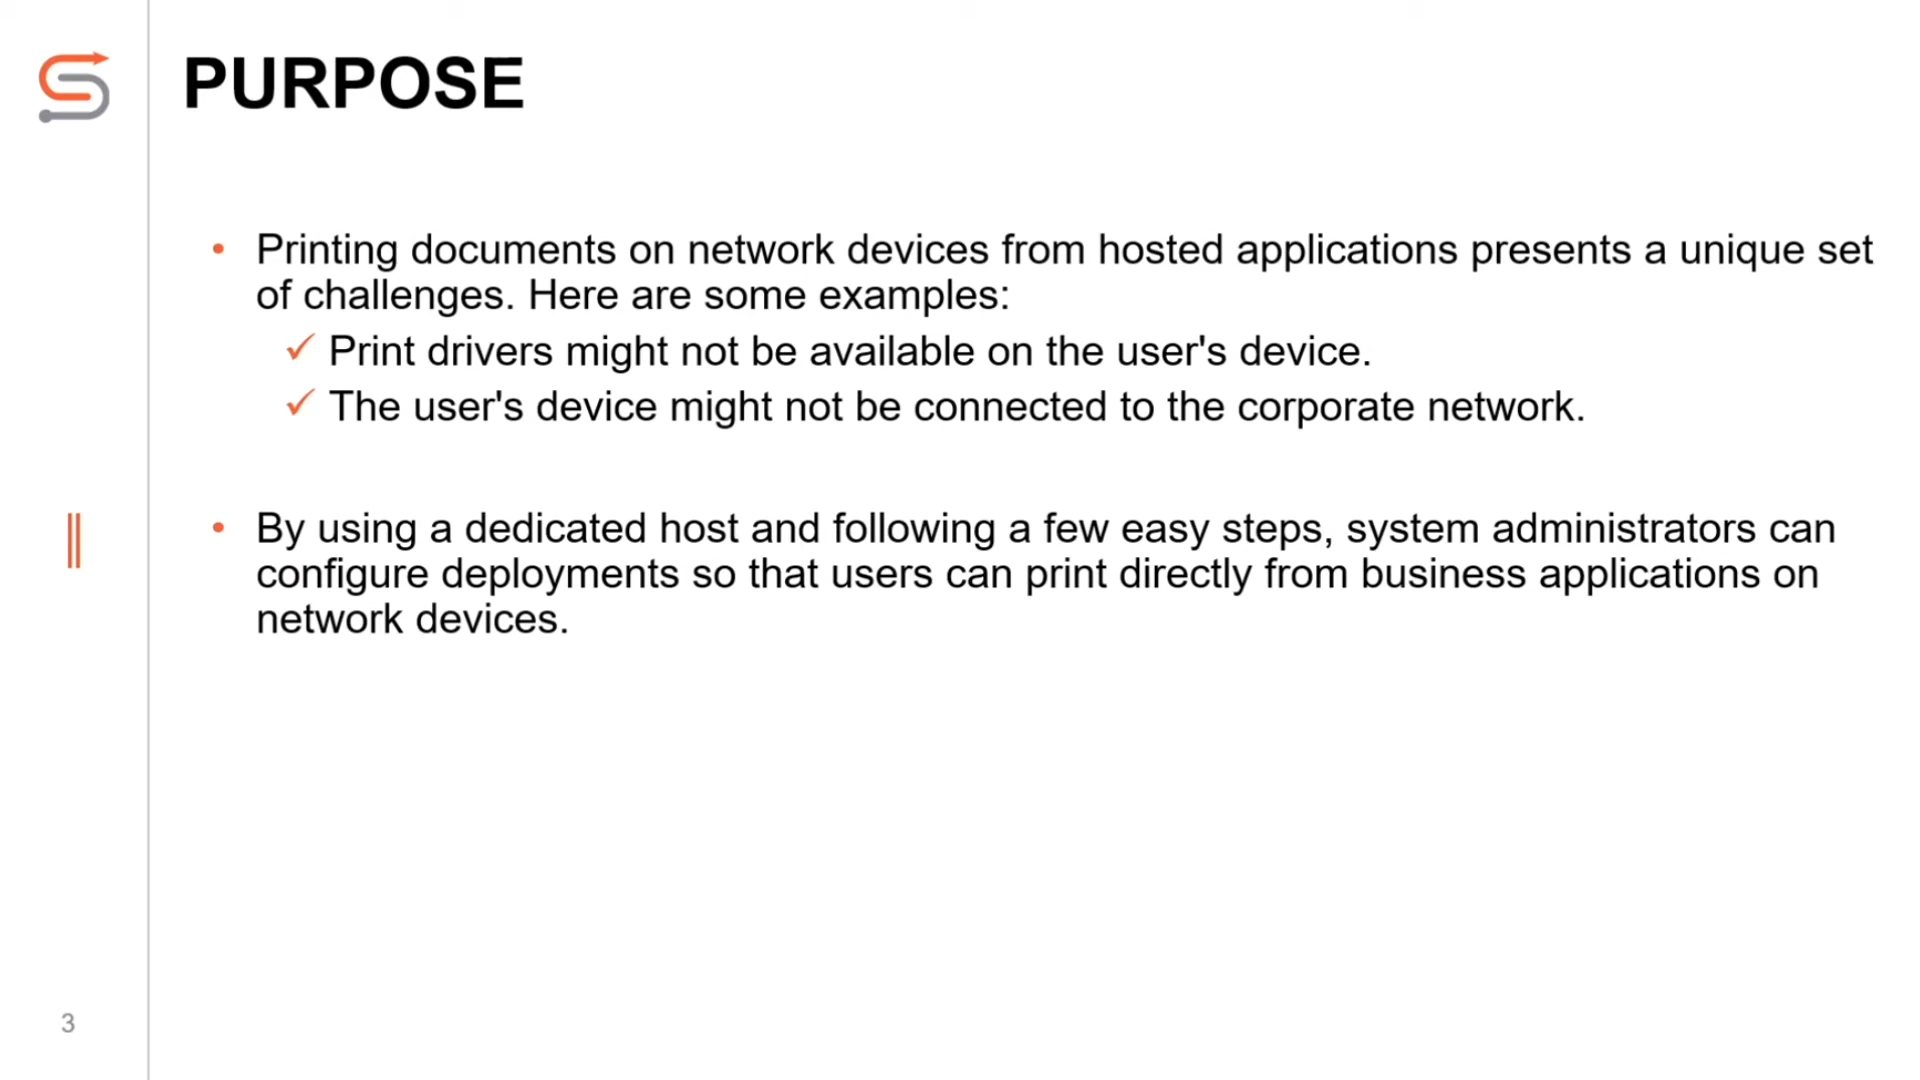 PURPOSE
• Printing documents on network devices from hosted applications presents a unique set
of challenges. Here are some examples:
✓ Print drivers might not be available on the user's device.
✓ The user's device might not be connected to the corporate network.
• By using a dedicated host and following a few easy steps, system administrators can
configure deployments so that users can print directly from business applications on
network devices.
3